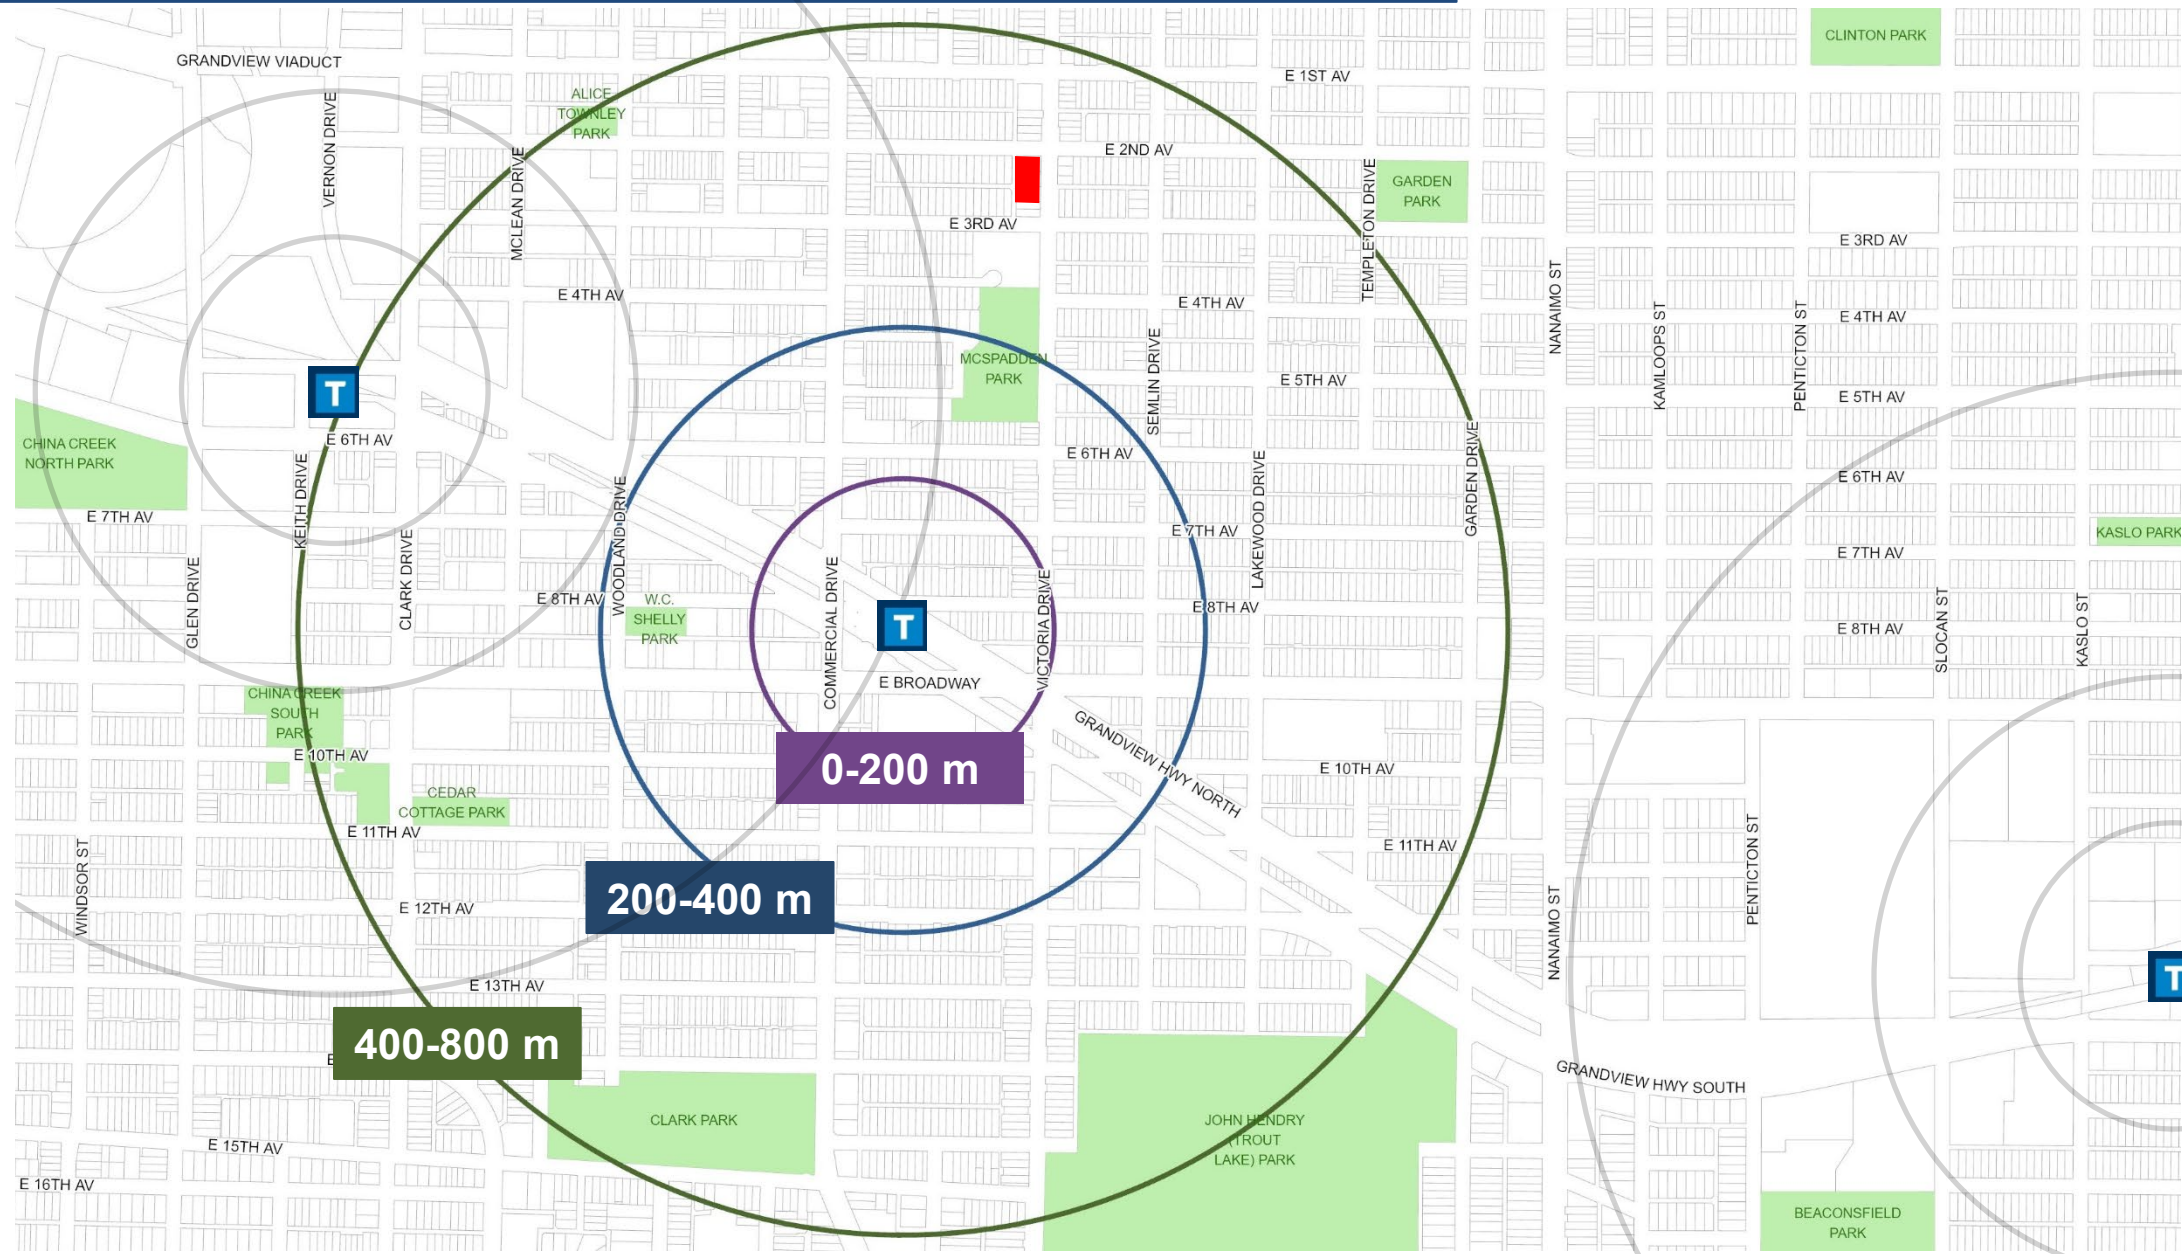 CLINTON PARK
GRANDVIEW VIADUCT
E 1ST AV
ALICE
TOWNLEY
PARK
VERNON DRIVE
MCLEAN DRIVE
E 2ND AV
TEMPLETON DRIVE
GARDEN
PARK
E 3RD AV
E 3RD AV
E 4TH AV
E 4TH AV
NANAIMO ST
KAMLOOPS ST
PENTICTON ST
E 4TH AV
MCSPADDEN
PARK
SEMLIN DRIVE
E 5TH AV
E 5TH AV
T
CHINA CREEK
NORTH PARK
E 6TH AV
E 6TH AV
E 6TH AV
KEITH DRIVE
WOODLAND DRIVE
LAKEWOOD DRIVE
GARDEN DRIVE
E 7TH AV
E 7TH AV
E 7TH AV
KASLO PARK
GLEN DRIVE
CLARK DRIVE
E 8TH AV
W.C.
SHELLY
PARK
COMMERCIAL DRIVE
T
VICTORIA DRIVE
E 8TH AV
E 8TH AV
SLOCAN ST
KASLO ST
E BROADWAY
CHINA CREEK
SOUTH
PARK
E 10TH AV
GRANDVIEW HWY NORTH
0-200 m
E 10TH AV
CEDAR
COTTAGE PARK
E 11TH AV
E 11TH AV
WINDSOR ST
PENTICTON ST
200-400 m
E 12TH AV
NANAIMO ST
E 13TH AV
T
400-800 m
E
GRANDVIEW HWY SOUTH
CLARK PARK
JOHN HENDRY
(TROUT
LAKE) PARK
E 15TH AV
E 16TH AV
BEACONSFIELD
PARK